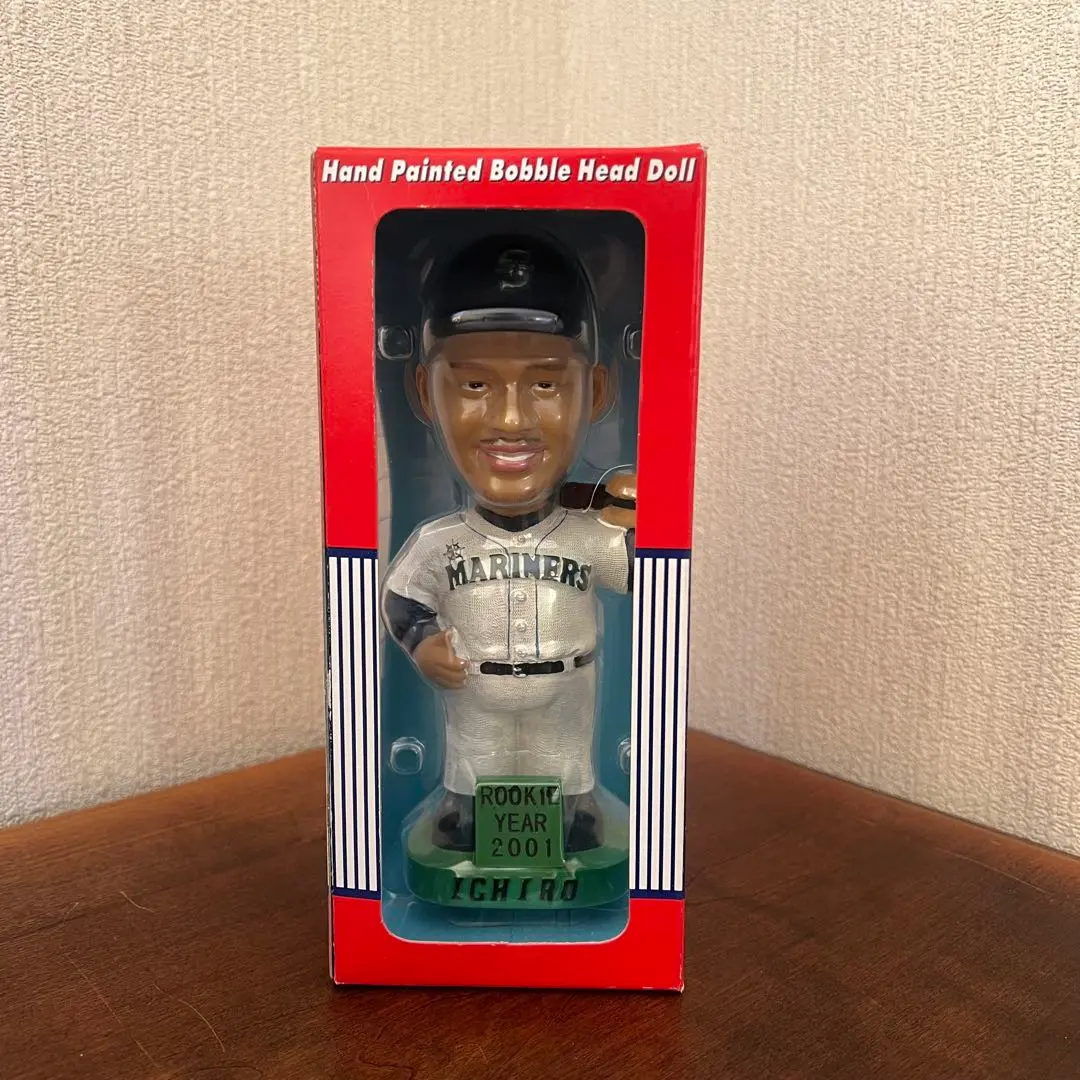 Hand Painted Bobble Head Doll
S
MARINERS
ROOKIE
YEAR
2001
ICHIRO